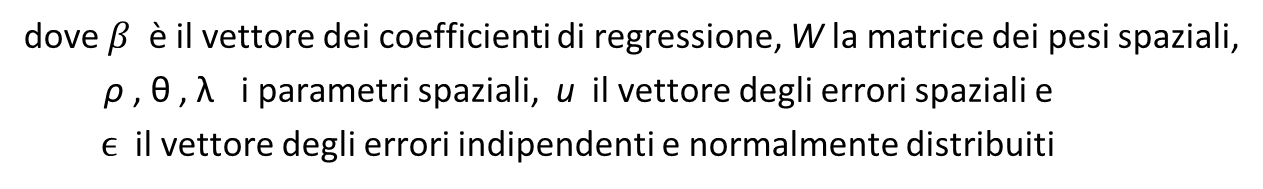 dove β è il vettore dei coefficienti di regressione, W la matrice dei pesi spaziali,
ρ , θ , λ i parametri spaziali, u il vettore degli errori spaziali e
ϵ il vettore degli errori indipendenti e normalmente distribuiti